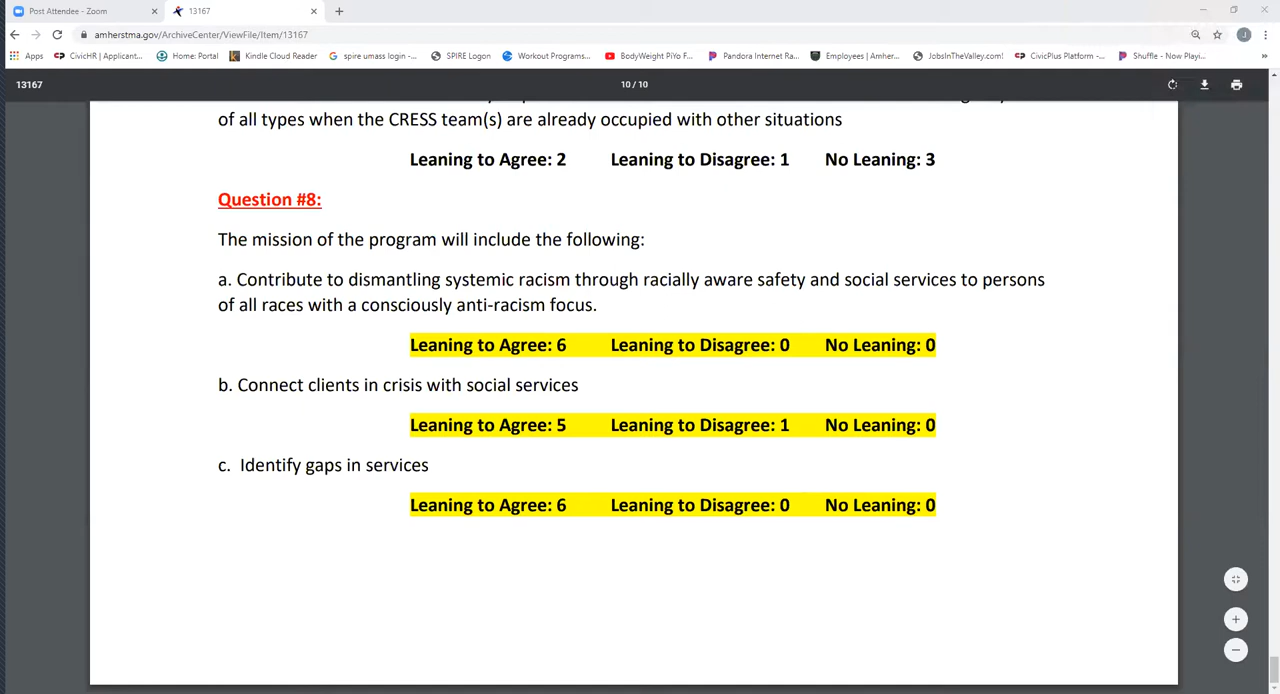 Post Attendee - Zoom
13167
amherstma.gov/ArchiveCenter/ViewFile/Item/13167
Apps CivicHR | Applicant... Home: Portal Kindle Cloud Reader spire umass login -... SPIRE Logon Workout Programs... BodyWeight PiYo F... Pandora Internet Ra... Employees | Amher... JobsInTheValley.com! CivicPlus Platform -... Shuffle - Now Playi...
13167 10 / 10
of all types when the CRESS team(s) are already occupied with other situations
Leaning to Agree: 2 Leaning to Disagree: 1 No Leaning: 3
Question #8:
The mission of the program will include the following:
a. Contribute to dismantling systemic racism through racially aware safety and social services to persons
of all races with a consciously anti-racism focus.
Leaning to Agree: 6 Leaning to Disagree: 0 No Leaning: 0
b. Connect clients in crisis with social services
Leaning to Agree: 5 Leaning to Disagree: 1 No Leaning: 0
c. Identify gaps in services
Leaning to Agree: 6 Leaning to Disagree: 0 No Leaning: 0